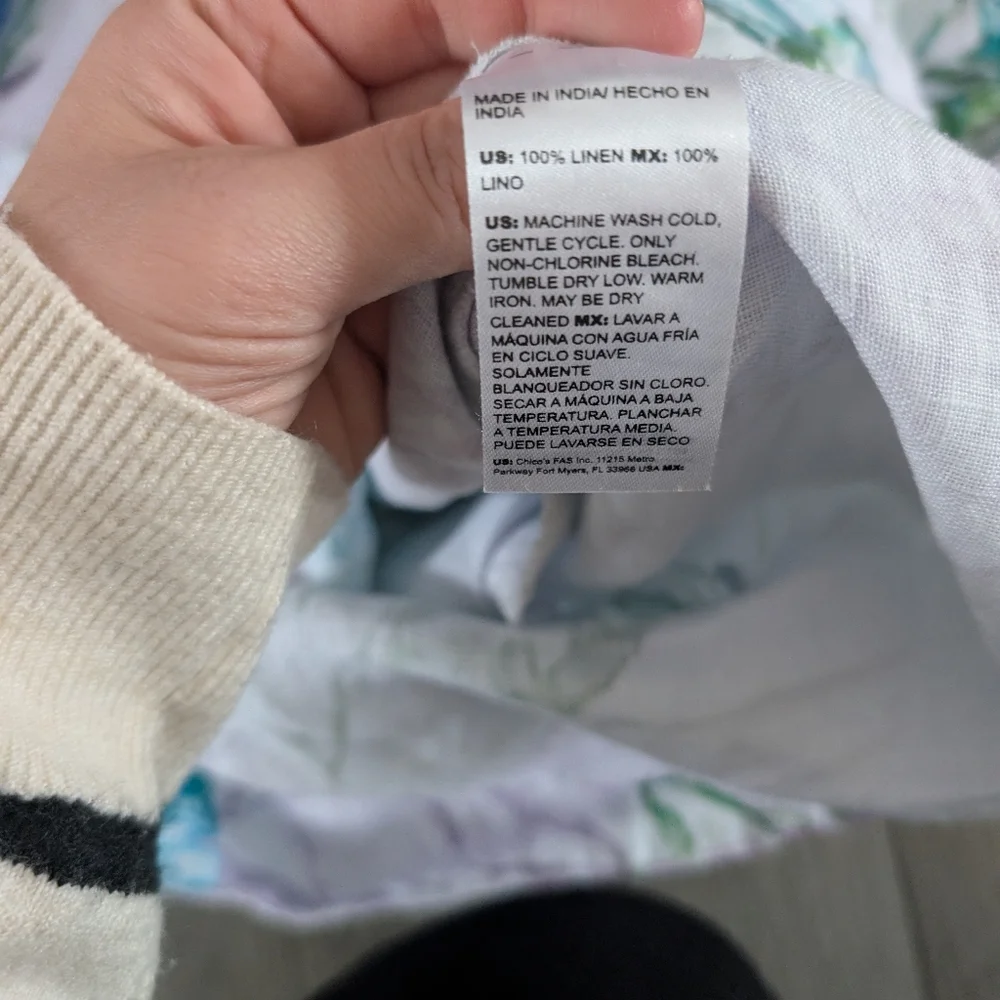 MADE IN INDIA/ HECHO EN
INDIA
US: 100% LINEN MX: 100%
LINO
US: MACHINE WASH COLD,
GENTLE CYCLE. ONLY
NON-CHLORINE BLEACH.
TUMBLE DRY LOW. WARM
IRON. MAY BE DRY
CLEANED MX: LAVAR A
MÁQUINA CON AGUA FRÍA
EN CICLO SUAVE.
SOLAMENTE
BLANQUEADOR SIN CLORO.
SECAR A MÁQUINA A BAJA
TEMPERATURA. PLANCHAR
A TEMPERATURA MEDIA.
PUEDE LAVARSE EN SECO
US: Chico's FAS Inc. 11215 Metro
Parkway Fort Myers, FL 33966 USA MX: